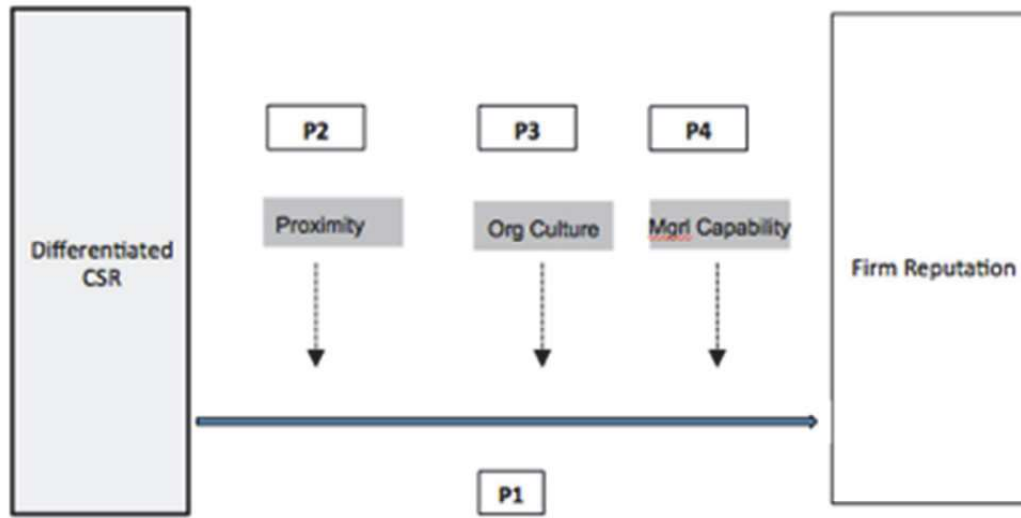 P2
P3
P4
Proximity
Org Culture
Mgrl Capability
Differentiated
CSR
Firm Reputation
P1